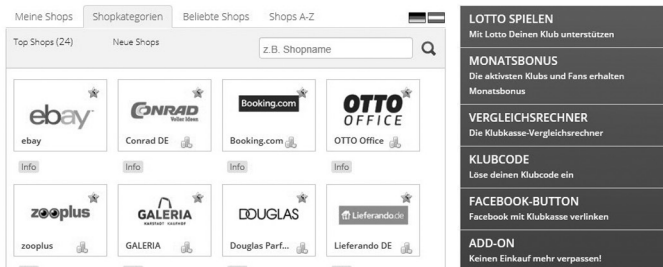 Meine Shops Shopkategorien Beliebte Shops Shops A-Z
Top Shops (24) Neue Shops z.B. Shopname
ebay CONRAD Booking.com OTTO
Voller Ideen OFFICE
ebay Conrad DE Booking.com OTTO Office
Info Info Info Info
zooplus GALERIA DOUGLAS Lieferando.de
KARSTADT KAUFHOF
zooplus GALERIA Douglas Parf... Lieferando DE
LOTTO SPIELEN
Mit Lotto Deinen Klub unterstützen
MONATSBONUS
Die aktivsten Klubs und Fans erhalten
Monatsbonus
VERGLEICHSRECHNER
Die Klubkasse-Vergleichsrechner
KLUBCODE
Löse deinen Klubcode ein
FACEBOOK-BUTTON
Facebook mit Klubkasse verlinken
ADD-ON
Keinen Einkauf mehr verpassen!